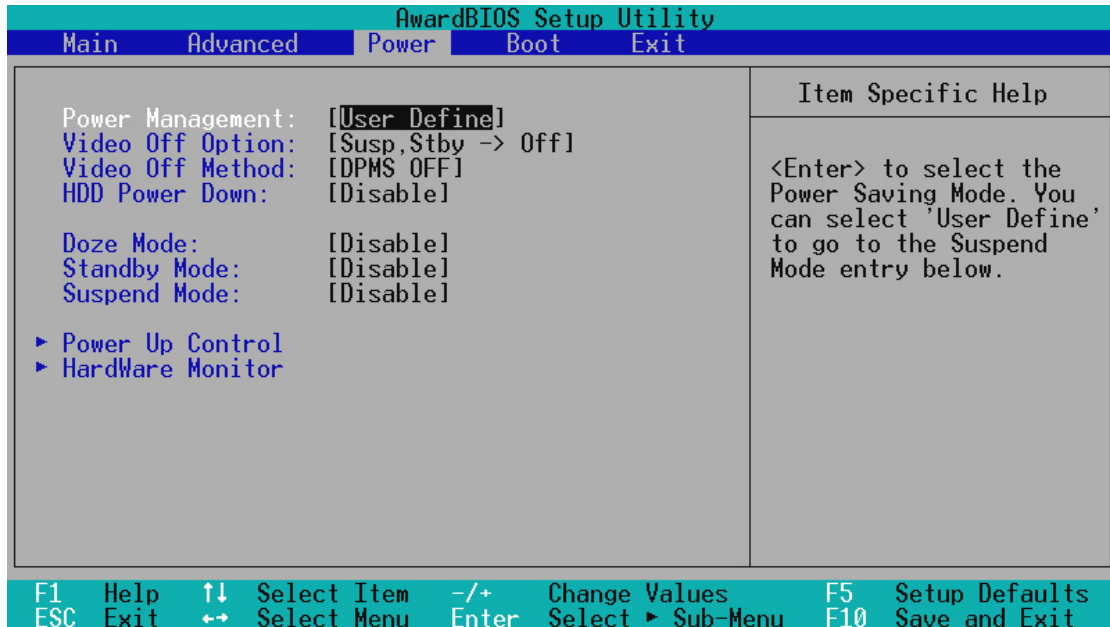 AwardBIOS Setup Utility
Main Advanced Power Boot Exit
Power Management: [User Define]
Video Off Option: [Susp,Stby -> Off]
Video Off Method: [DPMS OFF]
HDD Power Down: [Disable]
Doze Mode: [Disable]
Standby Mode: [Disable]
Suspend Mode: [Disable]
► Power Up Control
► HardWare Monitor
Item Specific Help
<Enter> to select the
Power Saving Mode. You
can select 'User Define'
to go to the Suspend
Mode entry below.
F1 Help ↑↓ Select Item -/+ Change Values F5 Setup Defaults
ESC Exit ←→ Select Menu Enter Select ► Sub-Menu F10 Save and Exit